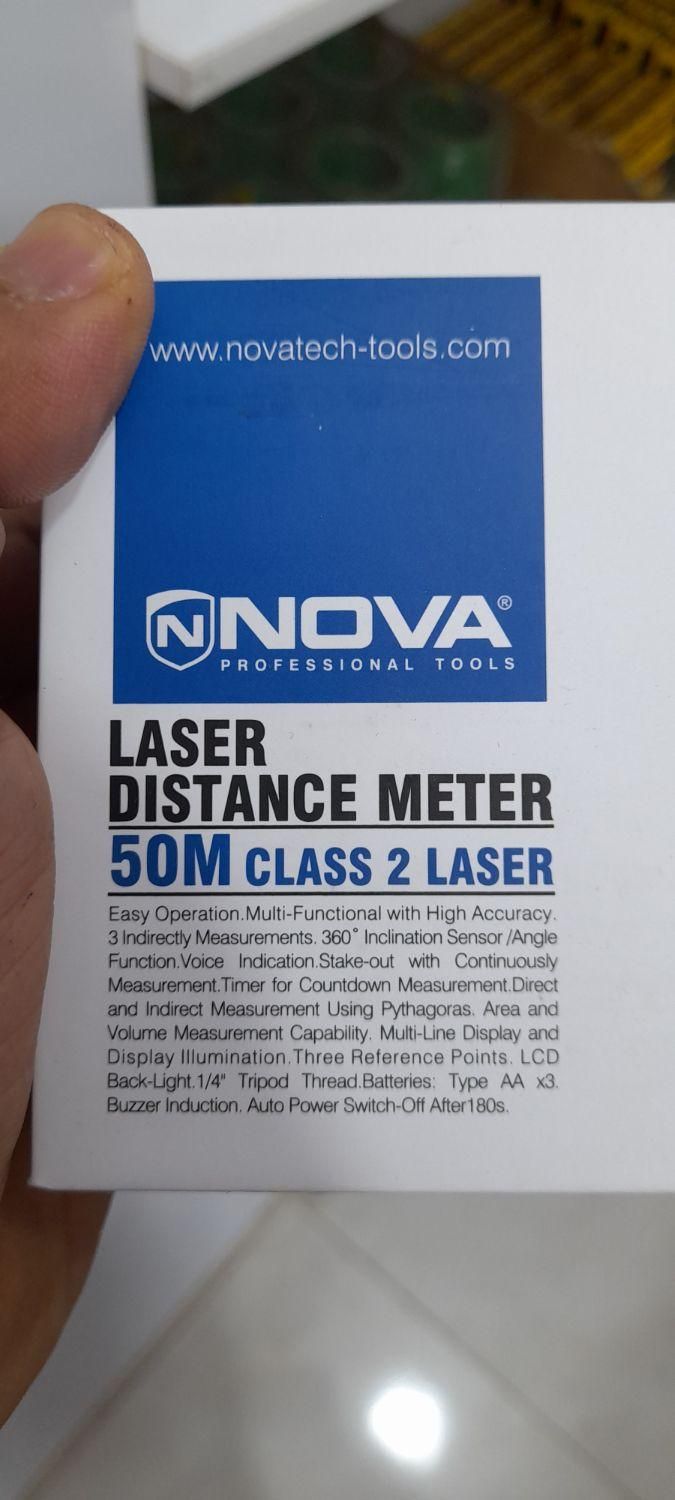 www.novatech-tools.com
N NOVA®
PROFESSIONAL TOOLS
LASER
DISTANCE METER
50M CLASS 2 LASER
Easy Operation.Multi-Functional with High Accuracy.
3 Indirectly Measurements. 360° Inclination Sensor /Angle
Function.Voice Indication.Stake-out with Continuously
Measurement.Timer for Countdown Measurement.Direct
and Indirect Measurement Using Pythagoras. Area and
Volume Measurement Capability. Multi-Line Display and
Display Illumination.Three Reference Points. LCD
Back-Light.1/4" Tripod Thread.Batteries: Type AA x3.
Buzzer Induction. Auto Power Switch-Off After180s.